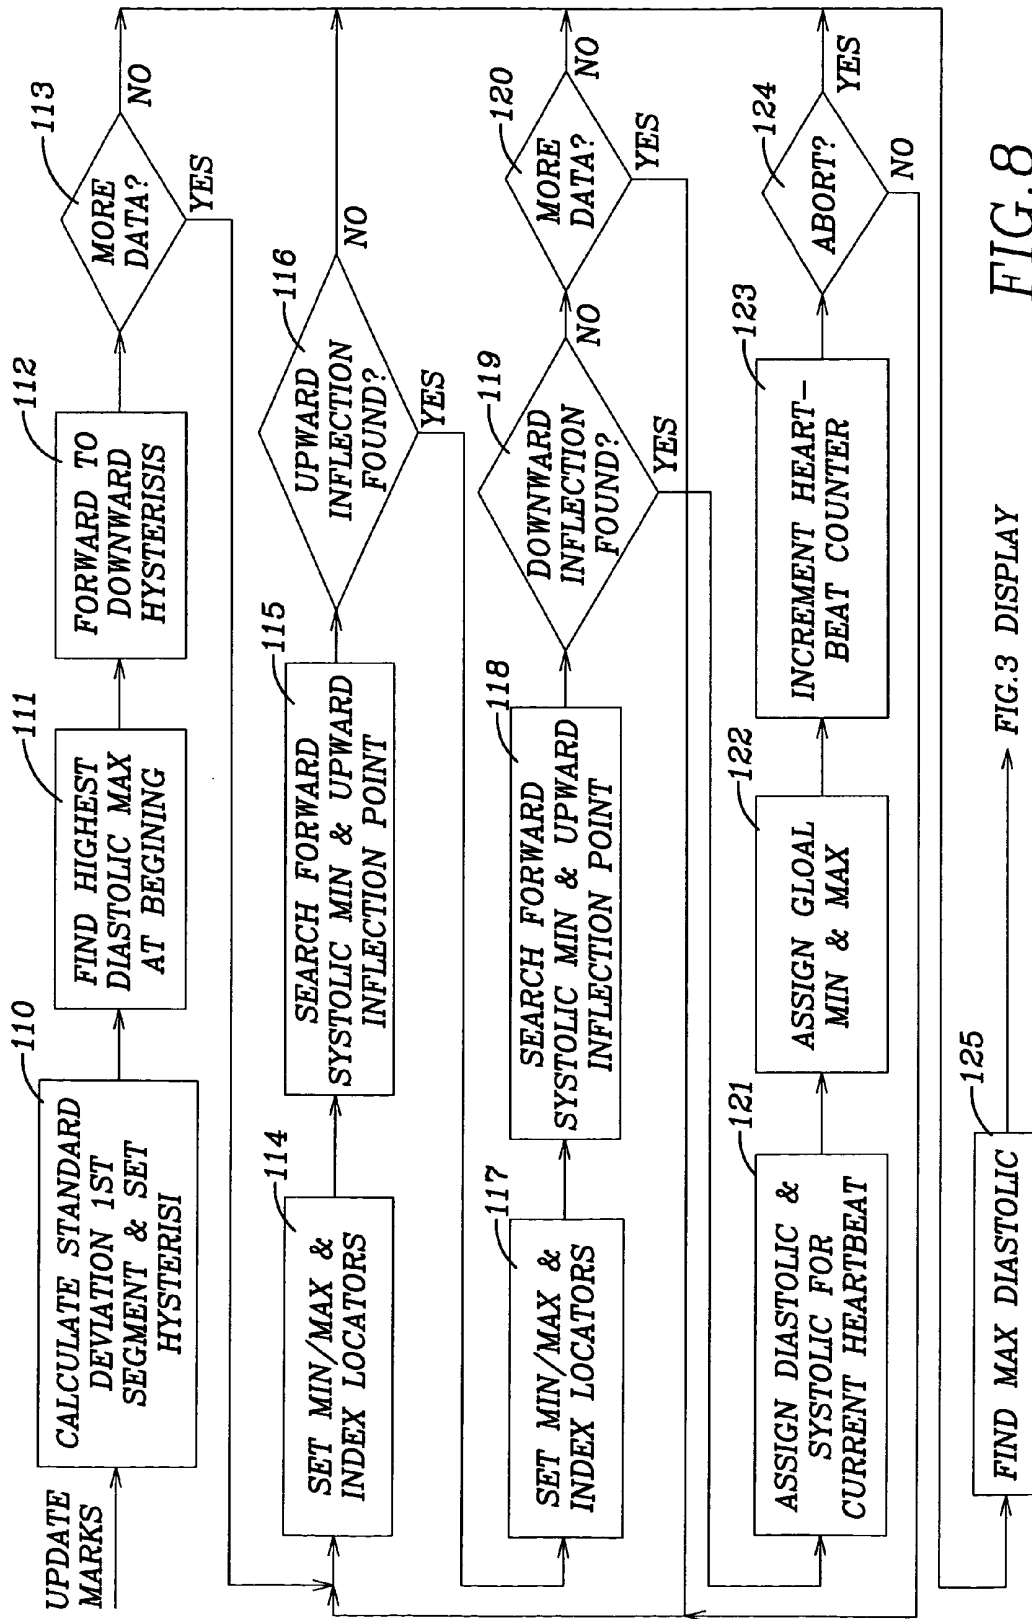 UPDATE
MARKS
110
CALCULATE STANDARD
DEVIATION 1ST
SEGMENT & SET
HYSTERISI
111
FIND HIGHEST
DIASTOLIC MAX
AT BEGINING
112
FORWARD TO
DOWNWARD
HYSTERISIS
113
MORE
DATA?
NO
YES
114
SET MIN/MAX &
INDEX LOCATORS
115
SEARCH FORWARD
SYSTOLIC MIN & UPWARD
INFLECTION POINT
116
UPWARD
INFLECTION
FOUND?
NO
YES
117
SET MIN/MAX &
INDEX LOCATORS
118
SEARCH FORWARD
SYSTOLIC MIN & UPWARD
INFLECTION POINT
119
DOWNWARD
INFLECTION
FOUND?
NO
YES
120
MORE
DATA?
NO
YES
121
ASSIGN DIASTOLIC &
SYSTOLIC FOR
CURRENT HEARTBEAT
122
ASSIGN GLOAL
MIN & MAX
123
INCREMENT HEART-
BEAT COUNTER
124
ABORT?
YES
NO
125
FIND MAX DIASTOLIC
FIG.3 DISPLAY
FIG.8